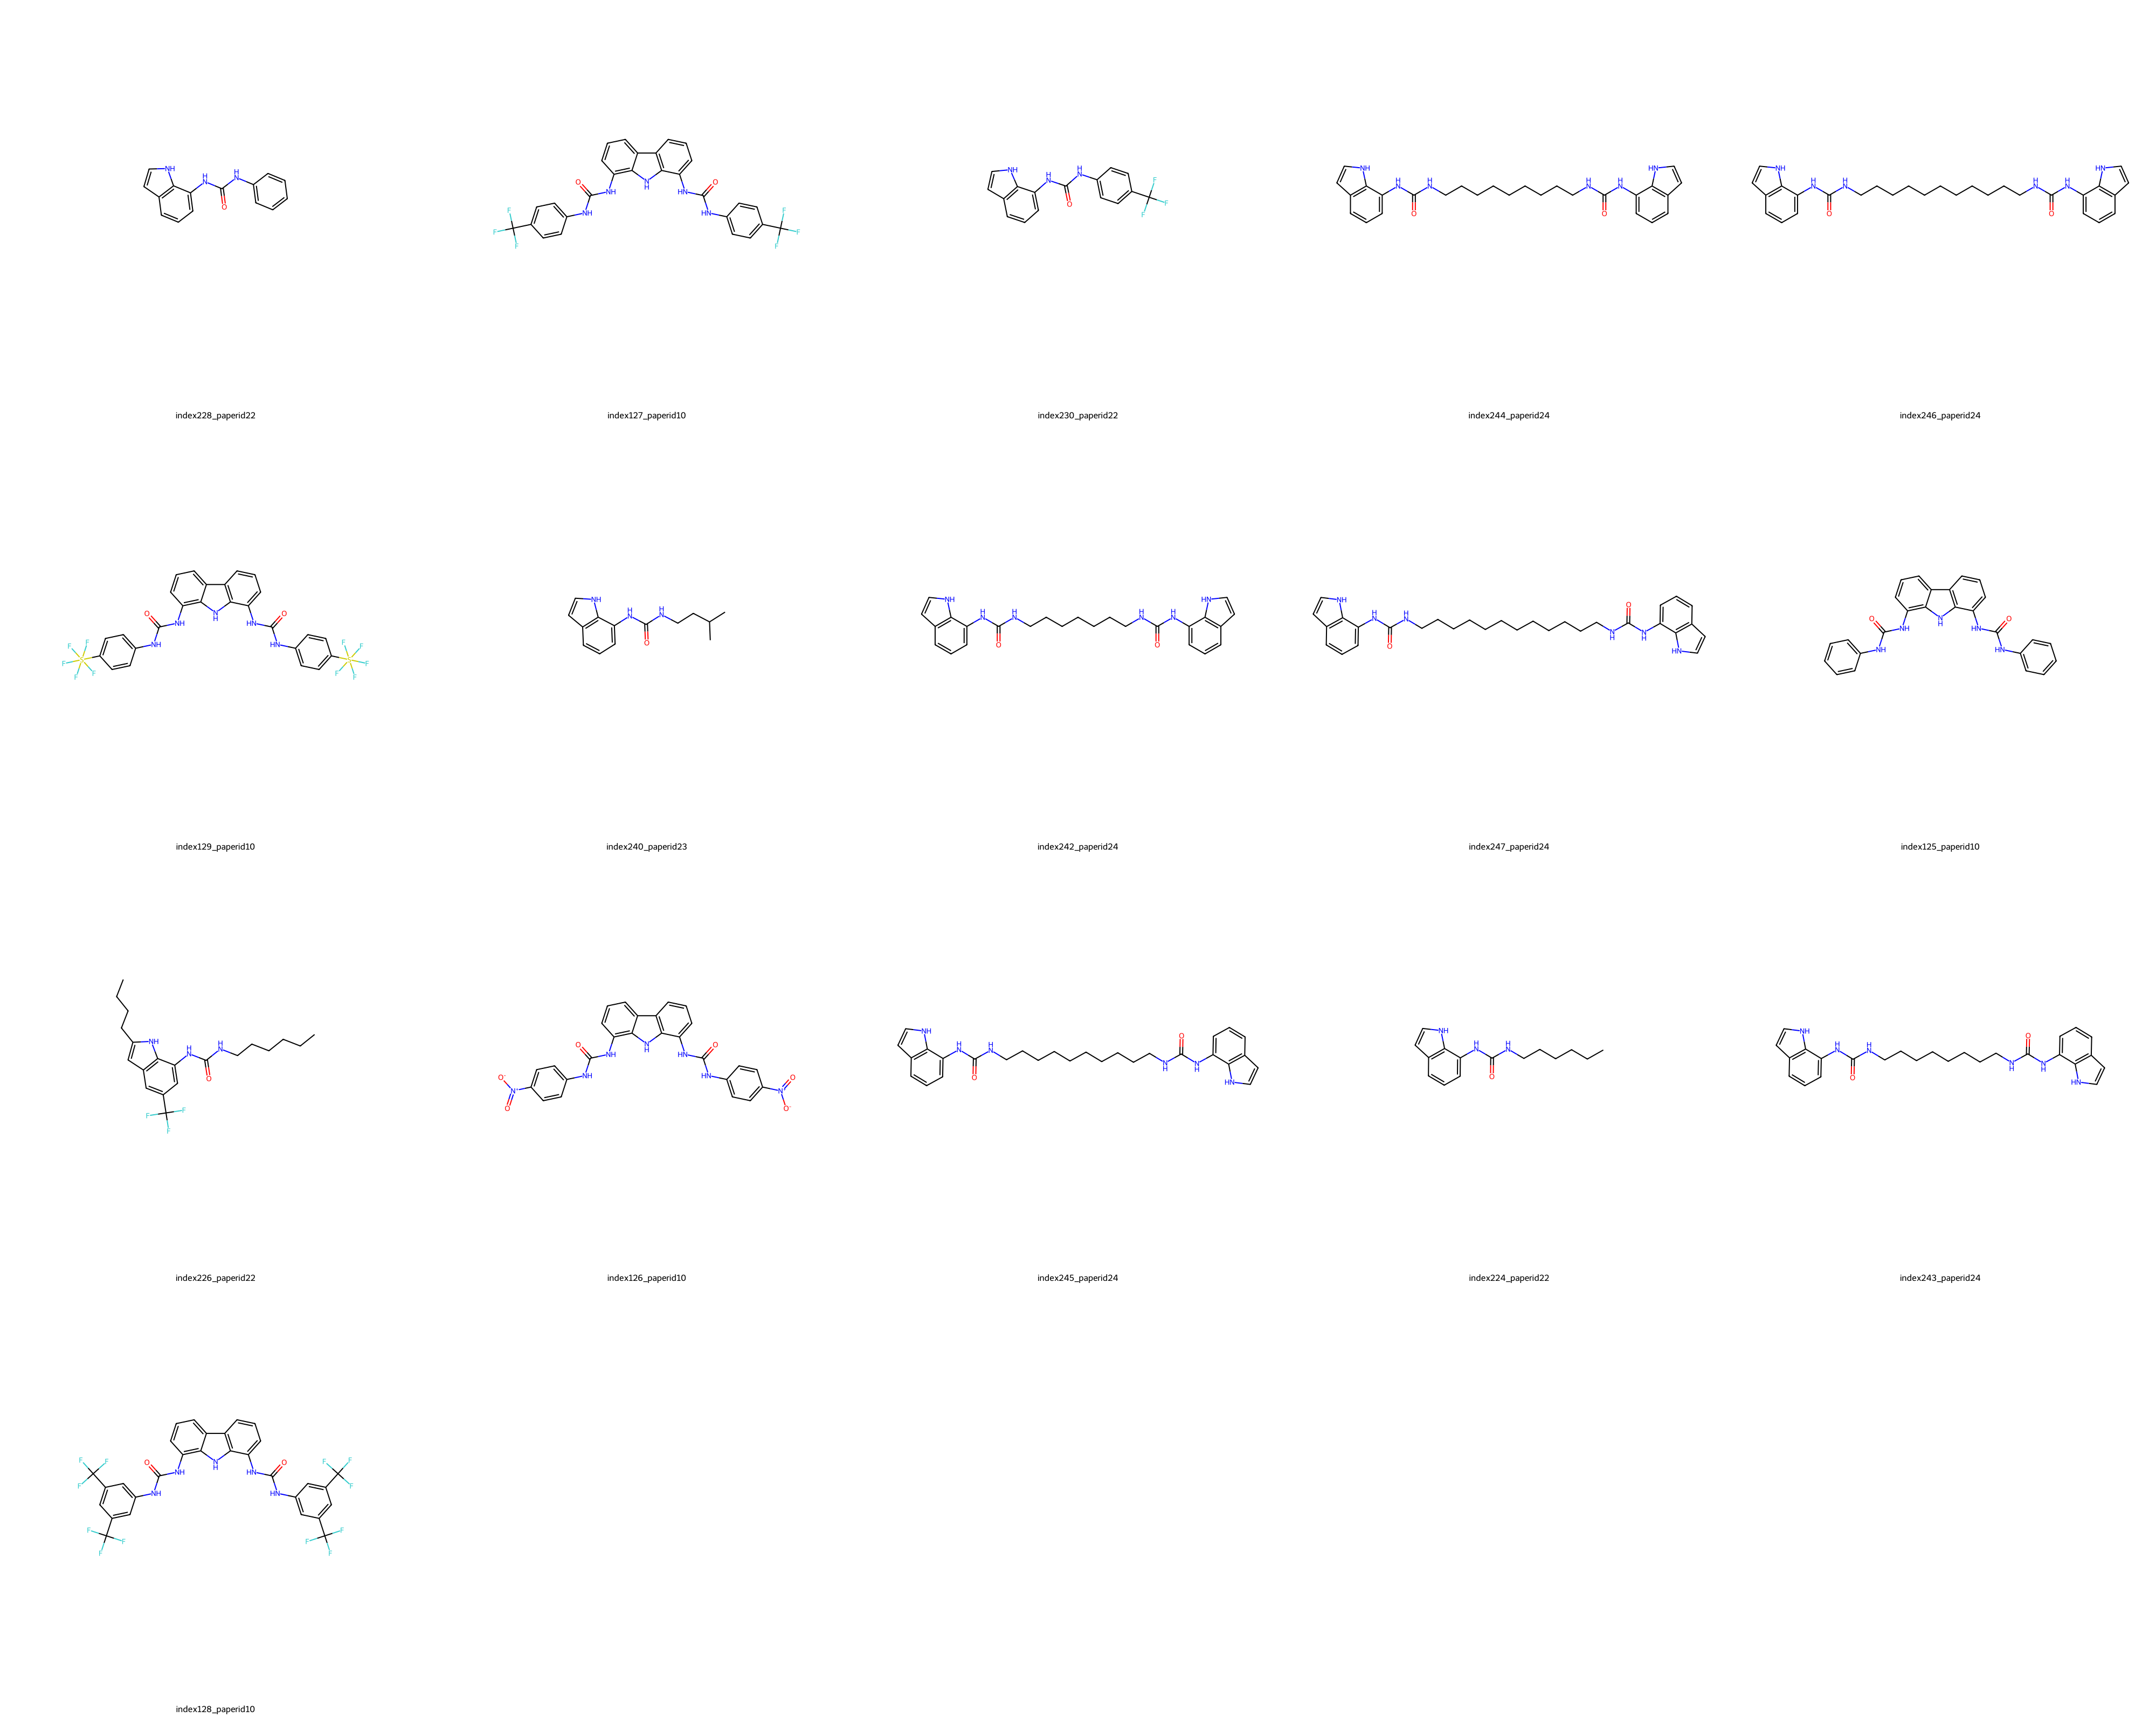 index228_paperid22
index127_paperid10
index230_paperid22
index244_paperid24
index246_paperid24
index129_paperid10
index240_paperid23
index242_paperid24
index247_paperid24
index125_paperid10
index226_paperid22
index126_paperid10
index245_paperid24
index224_paperid22
index243_paperid24
index128_paperid10